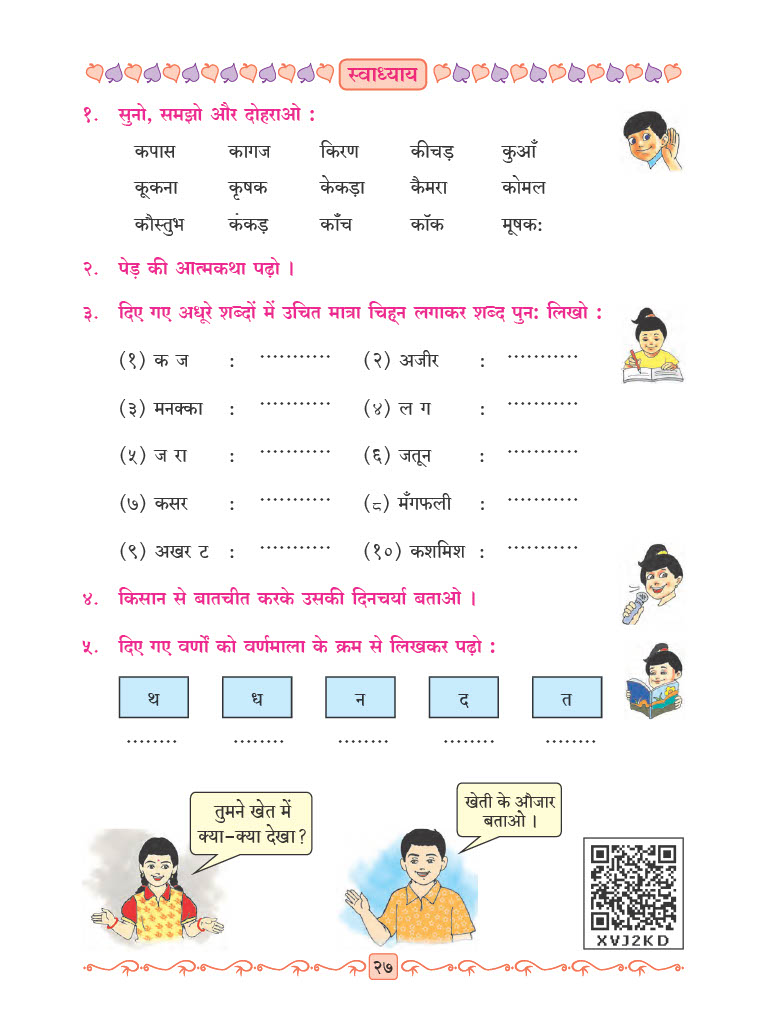 स्वाध्याय
१. सुनो, समझो और दोहराओ :
कपास कागज किरण कीचड़ कुआँ
कूकना कृषक केकड़ा कैमरा कोमल
कौस्तुभ कंकड़ काँच कॉक मूषक:
२. पेड़ की आत्मकथा पढ़ो ।
३. दिए गए अधूरे शब्दों में उचित मात्रा चिह्न लगाकर शब्द पुन: लिखो :
(१) क ज : ........... (२) अजीर : ...........
(३) मनक्का : ........... (४) ल ग : ...........
(५) ज रा : ........... (६) जतून : ...........
(७) कसर : ........... (८) मँगफली : ...........
(९) अखर ट : ........... (१०) कशमिश : ...........
४. किसान से बातचीत करके उसकी दिनचर्या बताओ ।
५. दिए गए वर्णों को वर्णमाला के क्रम से लिखकर पढ़ो :
थ ध न द त
........ ........ ........ ........ ........
तुमने खेत में
क्या-क्या देखा?
खेती के औजार
बताओ ।
XVJ2KD
२७